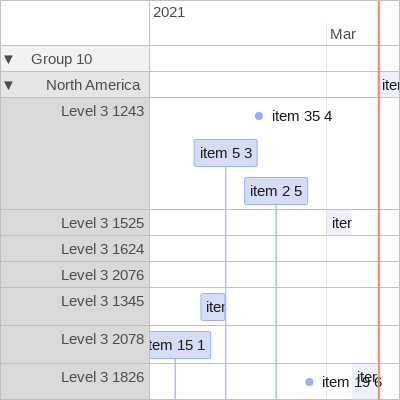 2021
Mar
▼ Group 10
▼ North America
iter
Level 3 1243
item 35 4
item 5 3
item 2 5
Level 3 1525
iter
Level 3 1624
Level 3 2076
Level 3 1345
iter
Level 3 2078
tem 15 1
Level 3 1826
item 19 6
iter